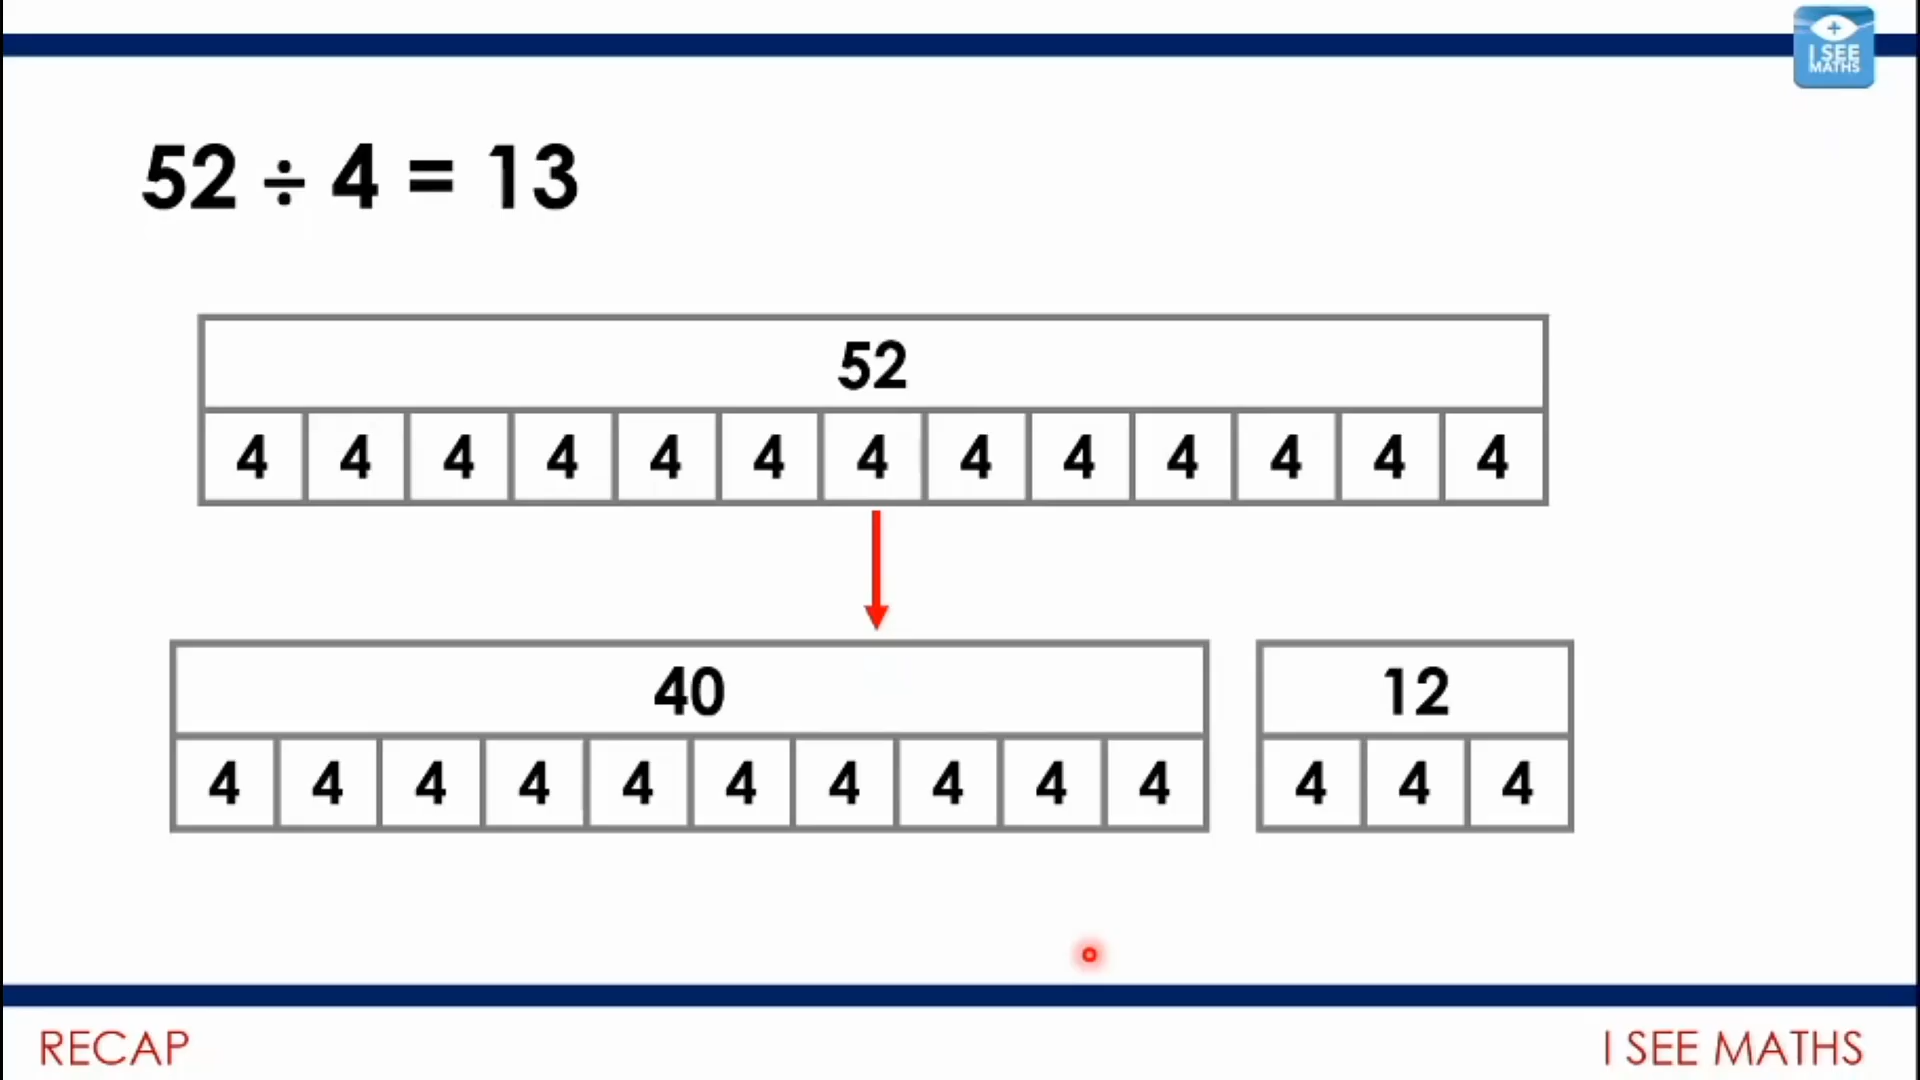 +
I SEE
MATHS
52 ÷ 4 = 13
52
4 4 4 4 4 4 4 4 4 4 4 4 4
40 12
4 4 4 4 4 4 4 4 4 4 4 4 4
RECAP I SEE MATHS